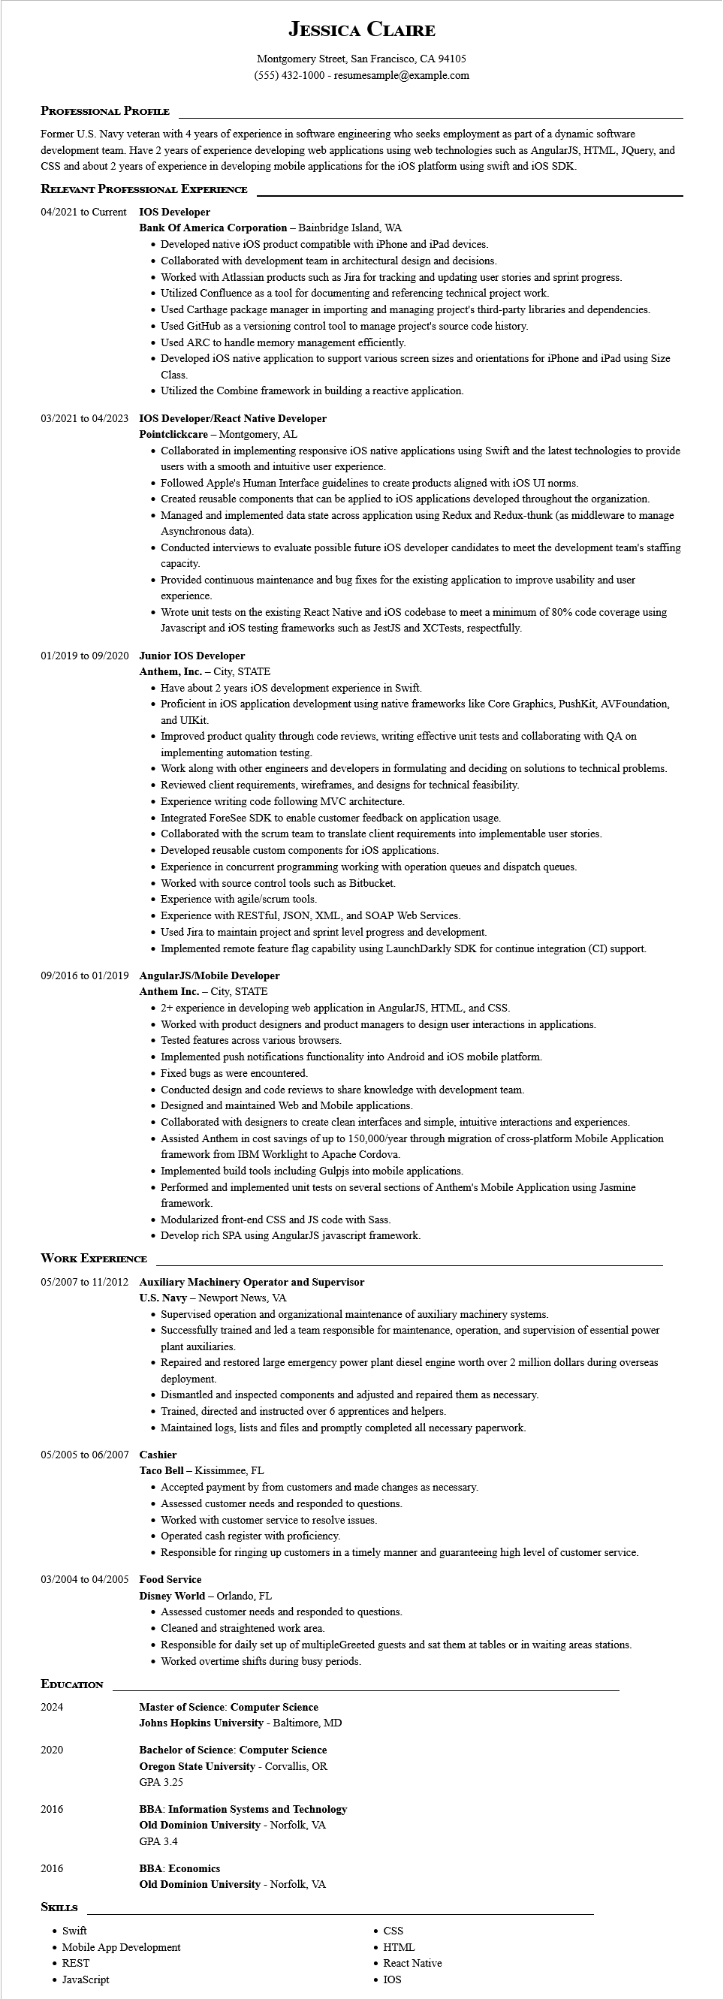 Jessica Claire
Montgomery Street, San Francisco, CA 94105
(555) 432-1000 - resumesample@example.com
Professional Profile
Former U.S. Navy veteran with 4 years of experience in software engineering who seeks employment as part of a dynamic software
development team. Have 2 years of experience developing web applications using web technologies such as AngularJS, HTML, JQuery, and
CSS and about 2 years of experience in developing mobile applications for the iOS platform using swift and iOS SDK.
Relevant Professional Experience
04/2021 to Current IOS Developer
Bank Of America Corporation – Bainbridge Island, WA
• Developed native iOS product compatible with iPhone and iPad devices.
• Collaborated with development team in architectural design and decisions.
• Worked with Atlassian products such as Jira for tracking and updating user stories and sprint progress.
• Utilized Confluence as a tool for documenting and referencing technical project work.
• Used Carthage package manager in importing and managing project's third-party libraries and dependencies.
• Used GitHub as a versioning control tool to manage project's source code history.
• Used ARC to handle memory management efficiently.
• Developed iOS native application to support various screen sizes and orientations for iPhone and iPad using Size
Class.
• Utilized the Combine framework in building a reactive application.
03/2021 to 04/2023 IOS Developer/React Native Developer
Pointclickcare – Montgomery, AL
• Collaborated in implementing responsive iOS native applications using Swift and the latest technologies to provide
users with a smooth and intuitive user experience.
• Followed Apple's Human Interface guidelines to create products aligned with iOS UI norms.
• Created reusable components that can be applied to iOS applications developed throughout the organization.
• Managed and implemented data state across application using Redux and Redux-thunk (as middleware to manage
Asynchronous data).
• Conducted interviews to evaluate possible future iOS developer candidates to meet the development team's staffing
capacity.
• Provided continuous maintenance and bug fixes for the existing application to improve usability and user
experience.
• Wrote unit tests on the existing React Native and iOS codebase to meet a minimum of 80% code coverage using
Javascript and iOS testing frameworks such as JestJS and XCTests, respectfully.
01/2019 to 09/2020 Junior IOS Developer
Anthem, Inc. – City, STATE
• Have about 2 years iOS development experience in Swift.
• Proficient in iOS application development using native frameworks like Core Graphics, PushKit, AVFoundation,
and UIKit.
• Improved product quality through code reviews, writing effective unit tests and collaborating with QA on
implementing automation testing.
• Work along with other engineers and developers in formulating and deciding on solutions to technical problems.
• Reviewed client requirements, wireframes, and designs for technical feasibility.
• Experience writing code following MVC architecture.
• Integrated ForeSee SDK to enable customer feedback on application usage.
• Collaborated with the scrum team to translate client requirements into implementable user stories.
• Developed reusable custom components for iOS applications.
• Experience in concurrent programming working with operation queues and dispatch queues.
• Worked with source control tools such as Bitbucket.
• Experience with agile/scrum tools.
• Experience with RESTful, JSON, XML, and SOAP Web Services.
• Used Jira to maintain project and sprint level progress and development.
• Implemented remote feature flag capability using LaunchDarkly SDK for continue integration (CI) support.
09/2016 to 01/2019 AngularJS/Mobile Developer
Anthem Inc. – City, STATE
• 2+ experience in developing web application in AngularJS, HTML, and CSS.
• Worked with product designers and product managers to design user interactions in applications.
• Tested features across various browsers.
• Implemented push notifications functionality into Android and iOS mobile platform.
• Fixed bugs as were encountered.
• Conducted design and code reviews to share knowledge with development team.
• Designed and maintained Web and Mobile applications.
• Collaborated with designers to create clean interfaces and simple, intuitive interactions and experiences.
• Assisted Anthem in cost savings of up to 150,000/year through migration of cross-platform Mobile Application
framework from IBM Worklight to Apache Cordova.
• Implemented build tools including Gulpjs into mobile applications.
• Performed and implemented unit tests on several sections of Anthem's Mobile Application using Jasmine
framework.
• Modularized front-end CSS and JS code with Sass.
• Develop rich SPA using AngularJS javascript framework.
Work Experience
05/2007 to 11/2012 Auxiliary Machinery Operator and Supervisor
U.S. Navy – Newport News, VA
• Supervised operation and organizational maintenance of auxiliary machinery systems.
• Successfully trained and led a team responsible for maintenance, operation, and supervision of essential power
plant auxiliaries.
• Repaired and restored large emergency power plant diesel engine worth over 2 million dollars during overseas
deployment.
• Dismantled and inspected components and adjusted and repaired them as necessary.
• Trained, directed and instructed over 6 apprentices and helpers.
• Maintained logs, lists and files and promptly completed all necessary paperwork.
05/2005 to 06/2007 Cashier
Taco Bell – Kissimmee, FL
• Accepted payment by from customers and made changes as necessary.
• Assessed customer needs and responded to questions.
• Worked with customer service to resolve issues.
• Operated cash register with proficiency.
• Responsible for ringing up customers in a timely manner and guaranteeing high level of customer service.
03/2004 to 04/2005 Food Service
Disney World – Orlando, FL
• Assessed customer needs and responded to questions.
• Cleaned and straightened work area.
• Responsible for daily set up of multipleGreeted guests and sat them at tables or in waiting areas stations.
• Worked overtime shifts during busy periods.
Education
2024 Master of Science: Computer Science
Johns Hopkins University - Baltimore, MD
2020 Bachelor of Science: Computer Science
Oregon State University - Corvallis, OR
GPA 3.25
2016 BBA: Information Systems and Technology
Old Dominion University - Norfolk, VA
GPA 3.4
2016 BBA: Economics
Old Dominion University - Norfolk, VA
Skills
• Swift
• Mobile App Development
• REST
• JavaScript
• CSS
• HTML
• React Native
• IOS